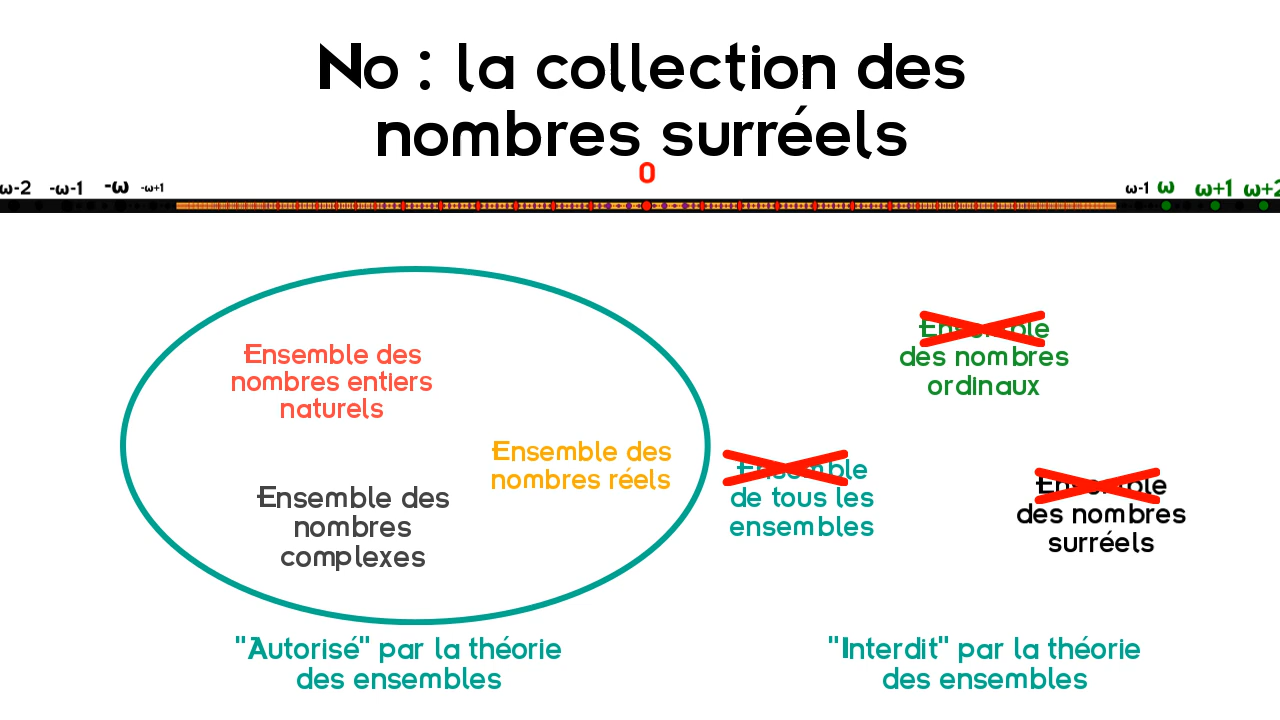 No : la collection des
nombres surréels
0
ω-2 -ω-1 -ω -ω+1
ω-1 ω ω+1 ω+2
Ensemble des
nombres entiers
naturels
Ensemble des
nombres réels
Ensemble des
nombres
complexes
Ensemble
des nombres
ordinaux
Ensemble
de tous les
ensembles
Ensemble
des nombres
surréels
"Autorisé" par la théorie
des ensembles
"Interdit" par la théorie
des ensembles